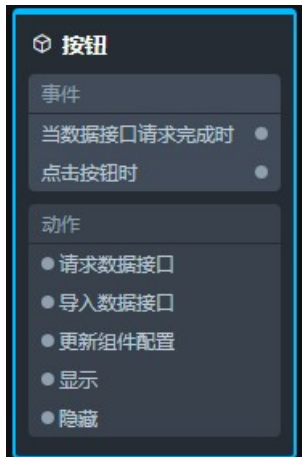 按钮
事件
当数据接口请求完成时
点击按钮时
动作
请求数据接口
导入数据接口
更新组件配置
显示
隐藏